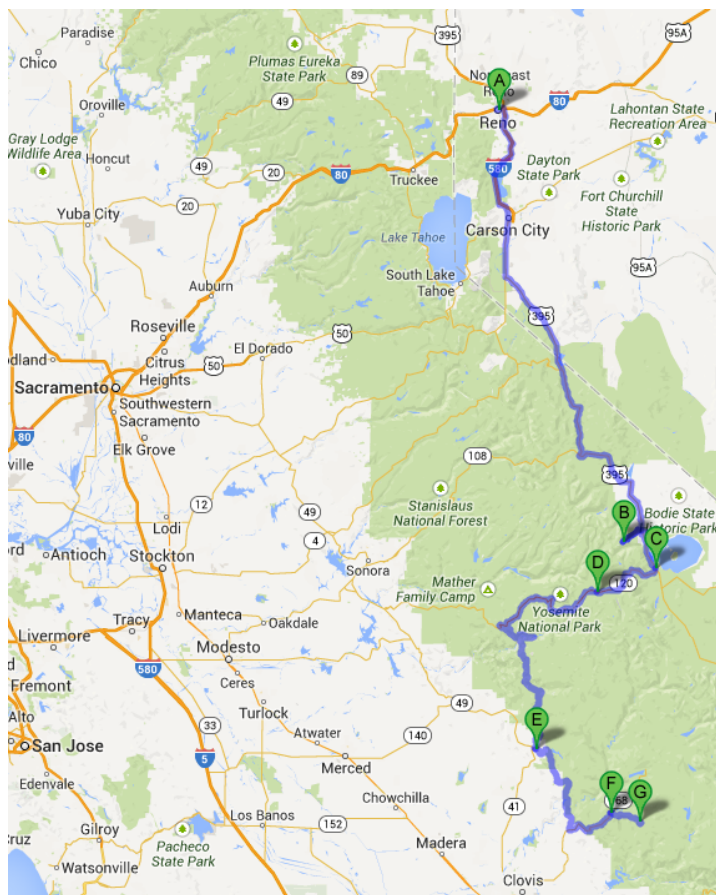 Paradise
395
95A
Chico
Plumas Eureka
State Park
89
A
Northeast
Reno
80
Reno
Oroville
49
Lahontan State
Recreation Area
Gray Lodge
Wildlife Area
Honcut
49
20
80
Truckee
580
Dayton
State Park
Fort Churchill
State
Historic Park
Yuba City
20
Carson City
Lake Tahoe
95A
South Lake
Tahoe
Auburn
395
Roseville
50
Citrus
Heights
El Dorado
50
Sacramento
Southwestern
Sacramento
80
Elk Grove
108
395
Stanislaus
National Forest
Bodie State
Historic Park
B
12
49
Lodi
4
C
Antioch
Stockton
Sonora
D
120
Mather
Family Camp
Yosemite
National Park
Tracy
Manteca
Oakdale
Livermore
Modesto
580
Ceres
Fremont
Turlock
49
E
Alto
33
Atwater
140
San Jose
5
Merced
Edenvale
Chowchilla
41
F
G
68
Los Banos
152
Gilroy
Pacheco
State Park
Madera
Watsonville
Clovis